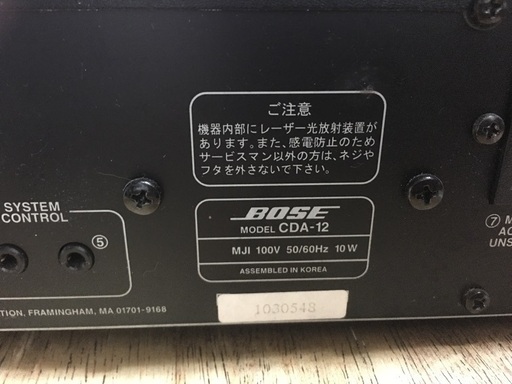 ご注意
機器内部にレーザー光放射装置が
あります。また、感電防止のため
サービスマン以外の方は、ネジや
フタを外さないで下さい。
SYSTEM
CONTROL
⑤
BOSE
MODEL CDA-12
MJI 100V 50/60Hz 10W
ASSEMBLED IN KOREA
1030548
TION, FRAMINGHAM, MA 01701-9168
⑦ M
AC
UNS